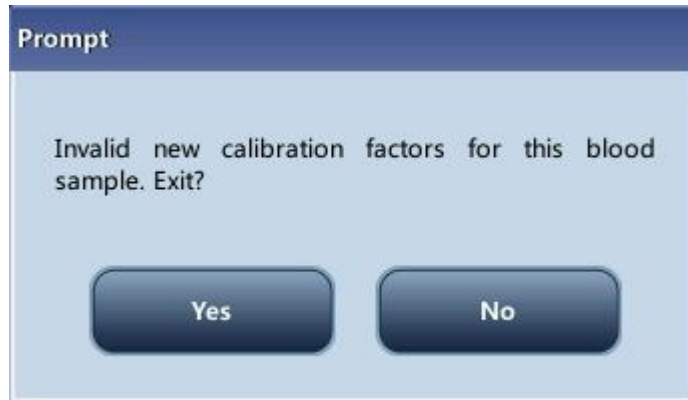 Prompt
Invalid new calibration factors for this blood
sample. Exit?
Yes No